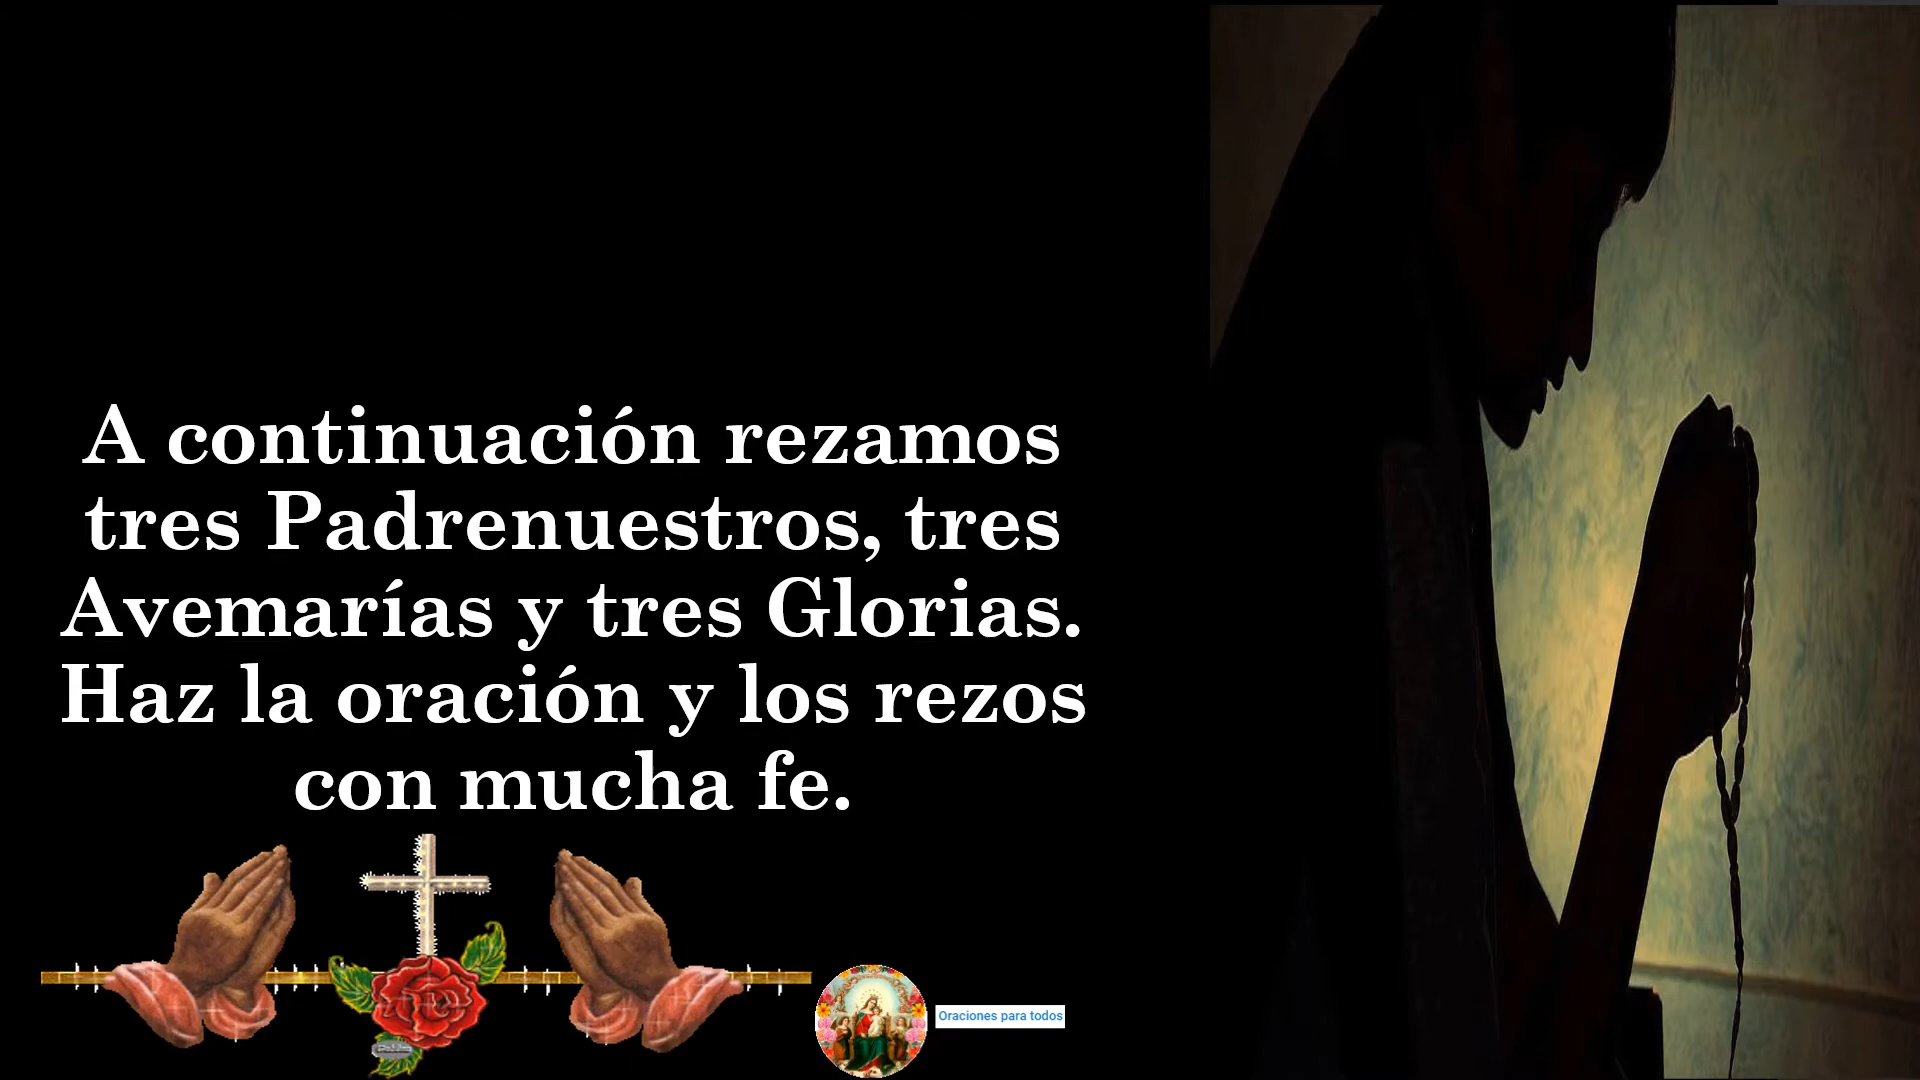 A continuación rezamos
tres Padrenuestros, tres
Avemarías y tres Glorias.
Haz la oración y los rezos
con mucha fe.
Oraciones para todos